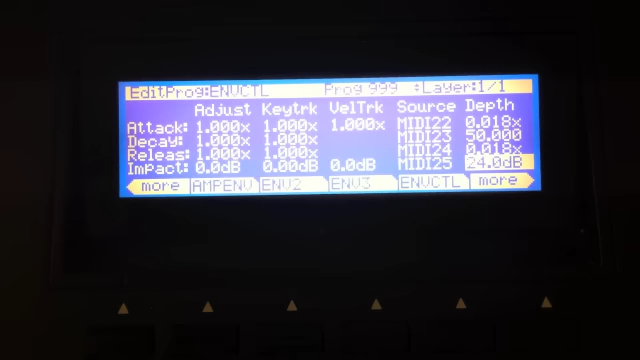 EditProg:ENVCTL Prog 999 ÷Layer:1/1
Adjust Keytrk VelTrk Source Depth
Attack: 1.000x 1.000x 1.000x MIDI22 0.018x
Decay: 1.000x 1.000x MIDI23 50.000
Releas: 1.000x 1.000x MIDI24 0.018x
Impact: 0.0dB 0.00dB 0.0dB MIDI25 24.0dB
more AMPENV ENV2 ENV3 ENVCTL more